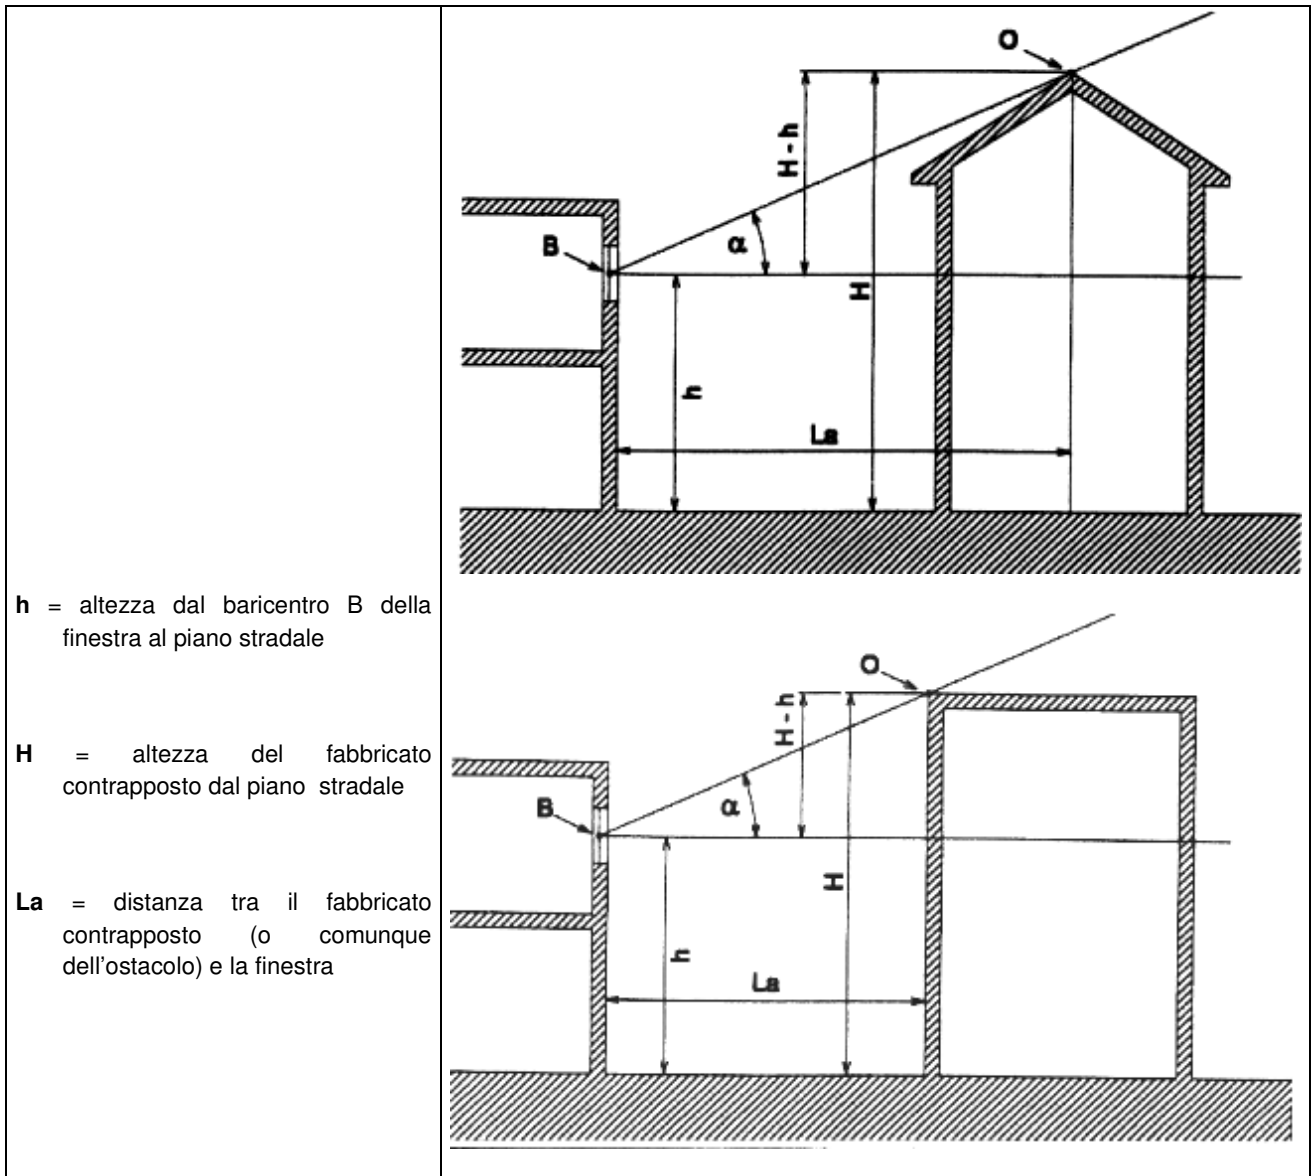 h = altezza dal baricentro B della
finestra al piano stradale
H = altezza del fabbricato
contrapposto dal piano stradale
La = distanza tra il fabbricato
contrapposto (o comunque
dell'ostacolo) e la finestra
O
H - h
B
α
H
h
La
O
H - h
B
α
H
h
La